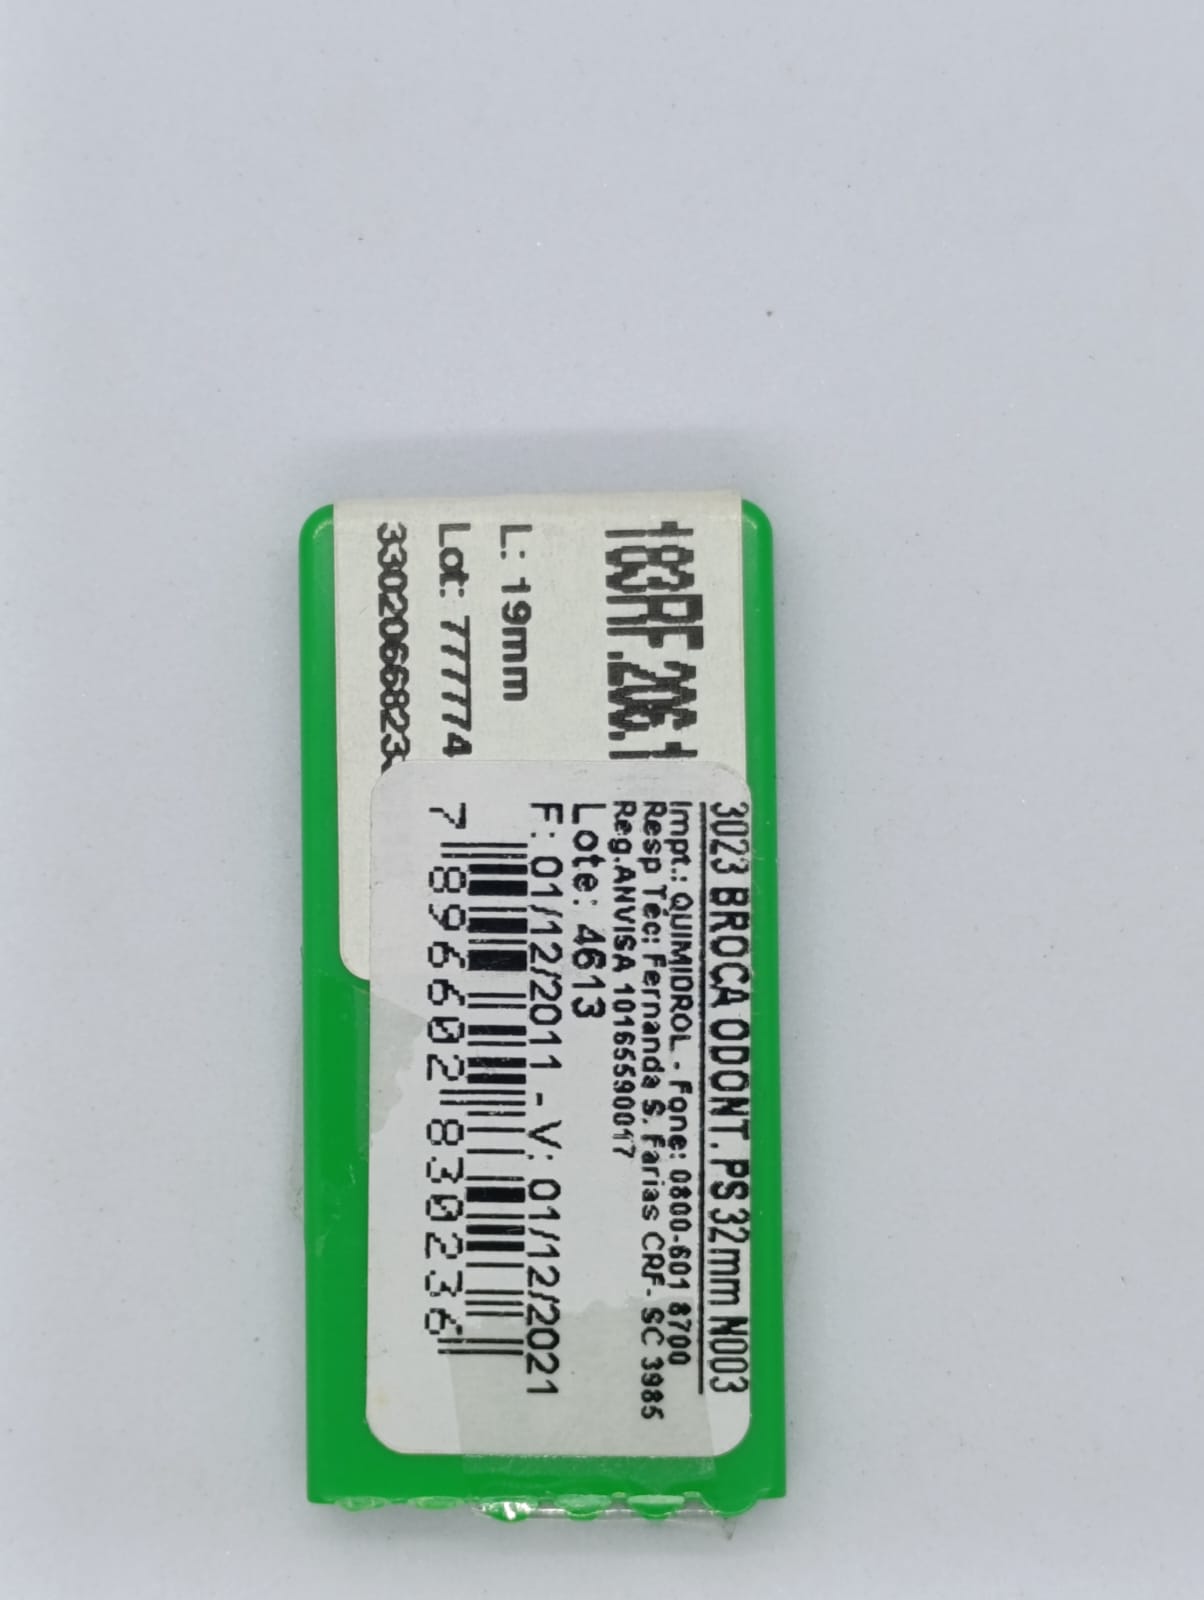 183RF.206.1
L: 19mm
Lot: 777774
3302066823
3023 BROCA ODONT. PS 32mm N003
Impt.: QUIMIDROL - Fone: 0800-601 8700
Resp Téc: Fernanda S. Farias CRF- SC 3985
Reg.ANVISA 10165590017
Lote: 4613
F: 01/12/2011 - V: 01/12/2021
7 896602 830236